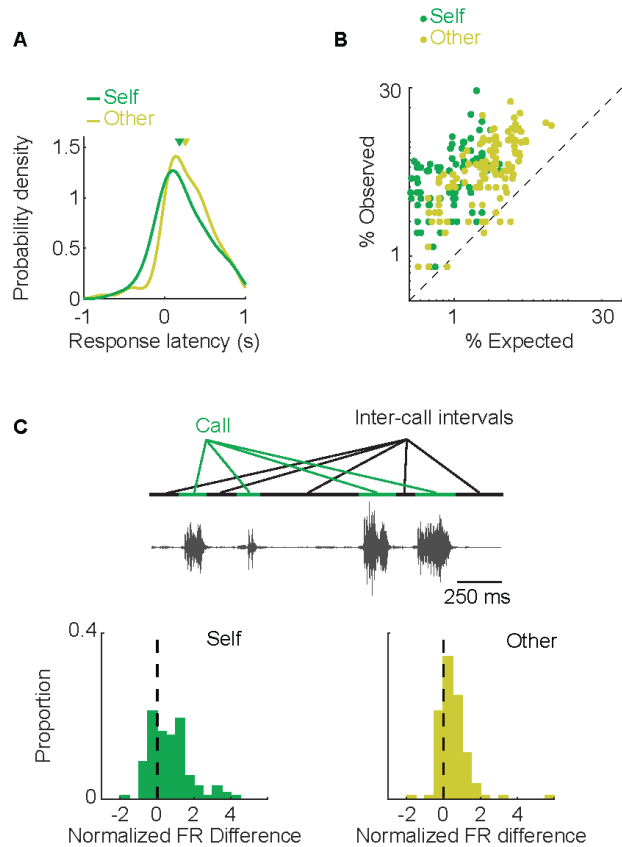 A
Self
Other
Probability density
1.5
1
0.5
0
-1
0
1
Response latency (s)
B
Self
Other
% Observed
30
1
1
30
% Expected
C
Call
Inter-call intervals
250 ms
Self
Proportion
0.4
0
-2
0
2
4
Normalized FR Difference
Other
-2
0
2
4
Normalized FR difference